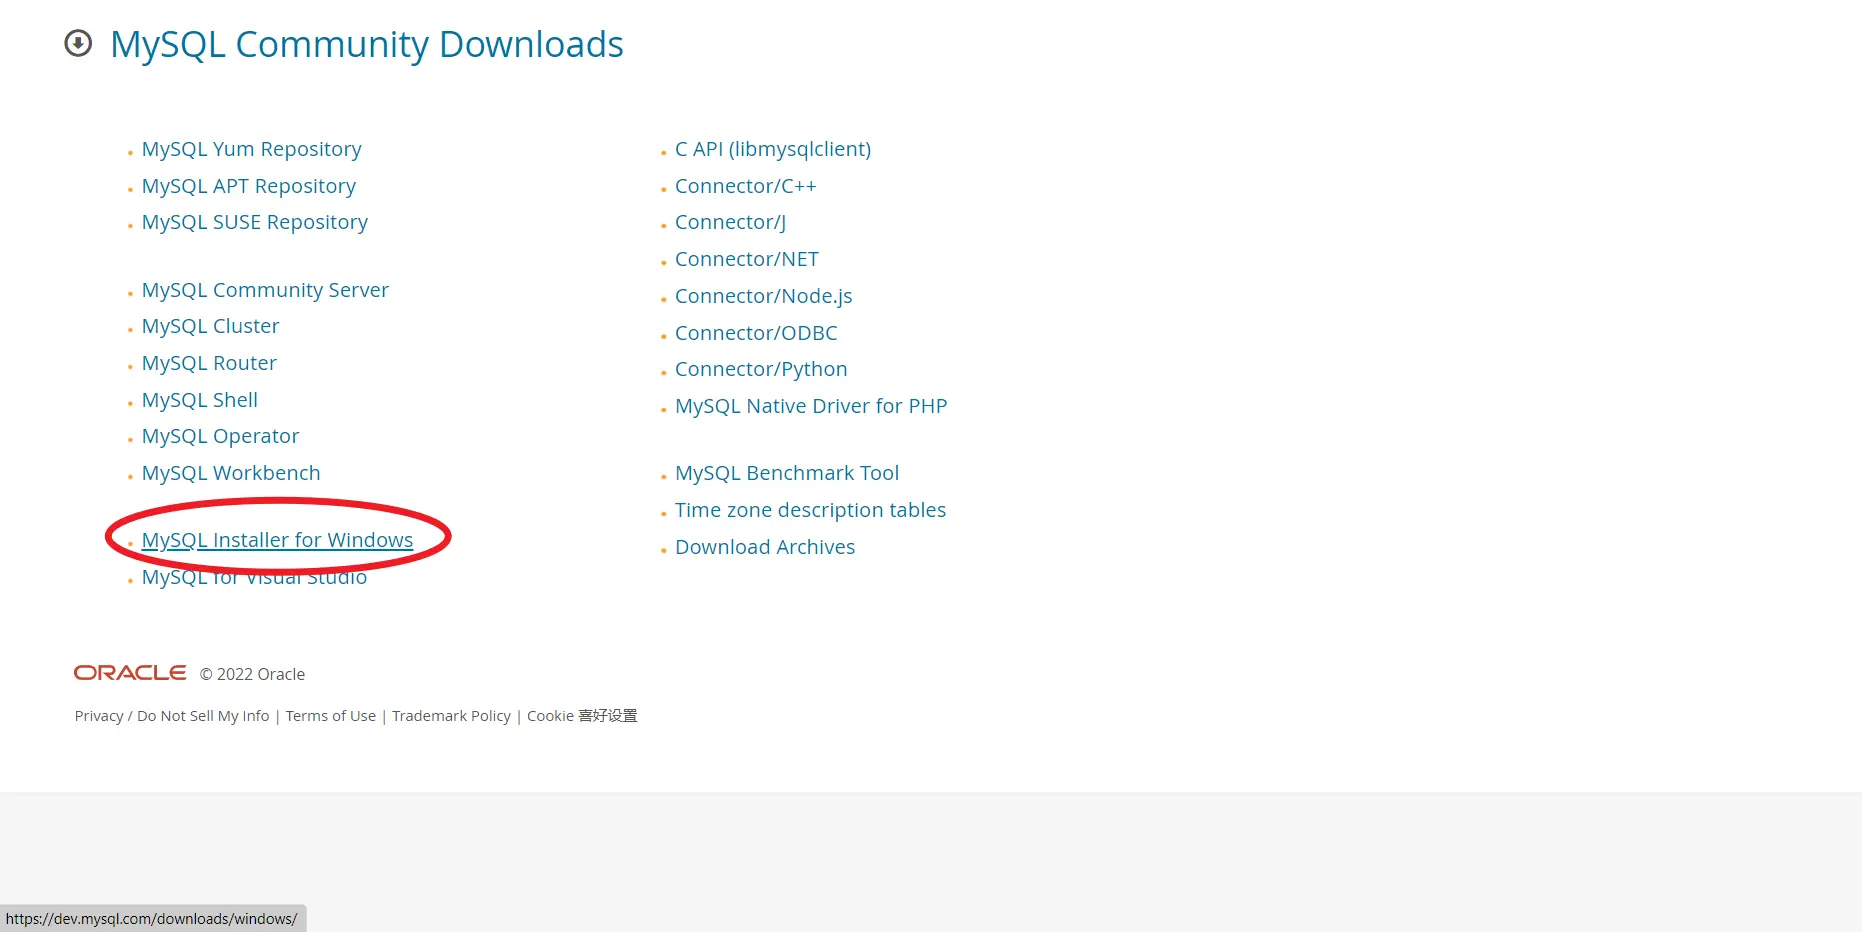 MySQL Community Downloads
MySQL Yum Repository
MySQL APT Repository
MySQL SUSE Repository
MySQL Community Server
MySQL Cluster
MySQL Router
MySQL Shell
MySQL Operator
MySQL Workbench
MySQL Installer for Windows
MySQL for Visual Studio
C API (libmysqlclient)
Connector/C++
Connector/J
Connector/NET
Connector/Node.js
Connector/ODBC
Connector/Python
MySQL Native Driver for PHP
MySQL Benchmark Tool
Time zone description tables
Download Archives
ORACLE © 2022 Oracle
Privacy / Do Not Sell My Info | Terms of Use | Trademark Policy | Cookie 喜好设置
https://dev.mysql.com/downloads/windows/